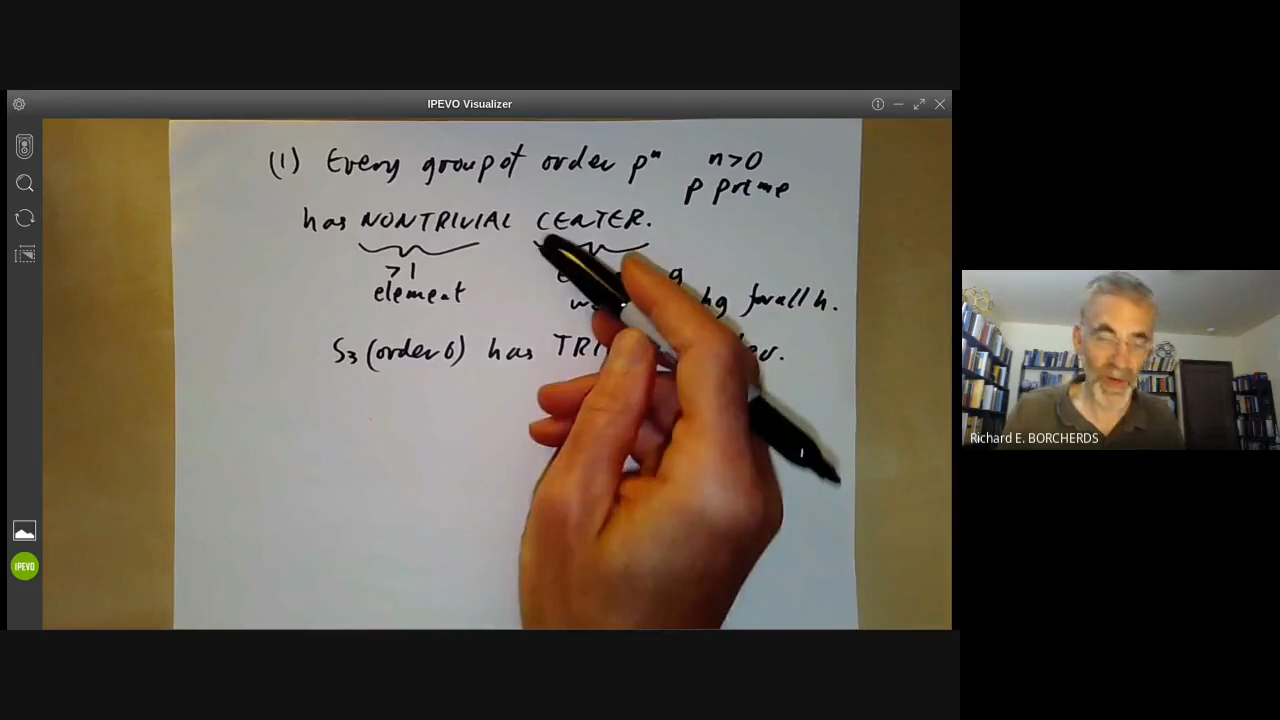 IPEVO Visualizer
(1) Every group of order pⁿ n>0
p prime
has NONTRIVIAL CENTER.
>1 g
element hg for all h.
S₃ (order 6) has
IPEVO
Richard E. BORCHERDS